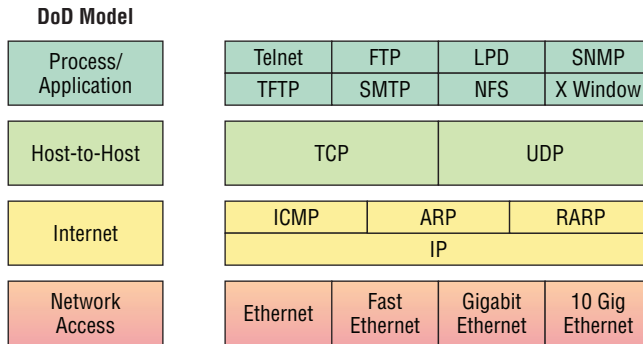 DoD Model
Process/
Application
Telnet FTP LPD SNMP
TFTP SMTP NFS X Window
Host-to-Host
TCP UDP
Internet
ICMP ARP RARP
IP
Network
Access
Ethernet
Fast
Ethernet
Gigabit
Ethernet
10 Gig
Ethernet